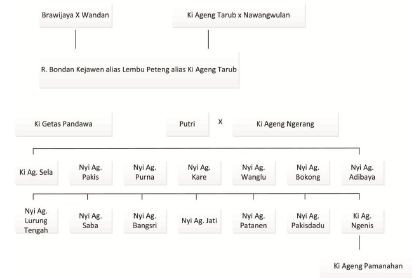 Brawijaya X Wandan
Ki Ageng Tarub x Nawangwulan
R. Bondan Kejawen alias Lembu Peteng alias Ki Ageng Tarub
Ki Getas Pandawa
Putri
X
Ki Ageng Ngerang
Ki Ag. Sela
Nyi Ag.
Pakis
Nyi Ag.
Purna
Nyi Ag.
Kare
Nyi Ag.
Wanglu
Nyi Ag.
Bokong
Nyi Ag.
Adibaya
Nyi Ag.
Lurung
Tengah
Nyi Ag.
Saba
Nyi Ag.
Bangsri
Nyi Ag. Jati
Nyi Ag.
Patanen
Nyi Ag.
Pakisdadu
Ki Ag.
Ngenis
Ki Ageng Pamanahan